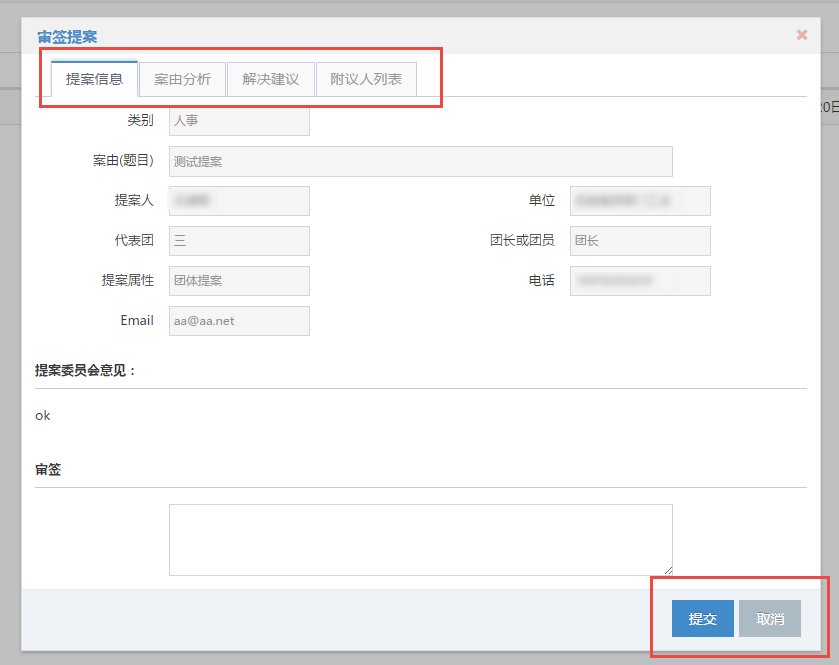 审签提案
提案信息 案由分析 解决建议 附议人列表
类别 人事
案由(题目) 测试提案
提案人 单位
代表团 三 团长或团员 团长
提案属性 团体提案 电话
Email aa@aa.net
提案委员会意见：
ok
审签
提交 取消